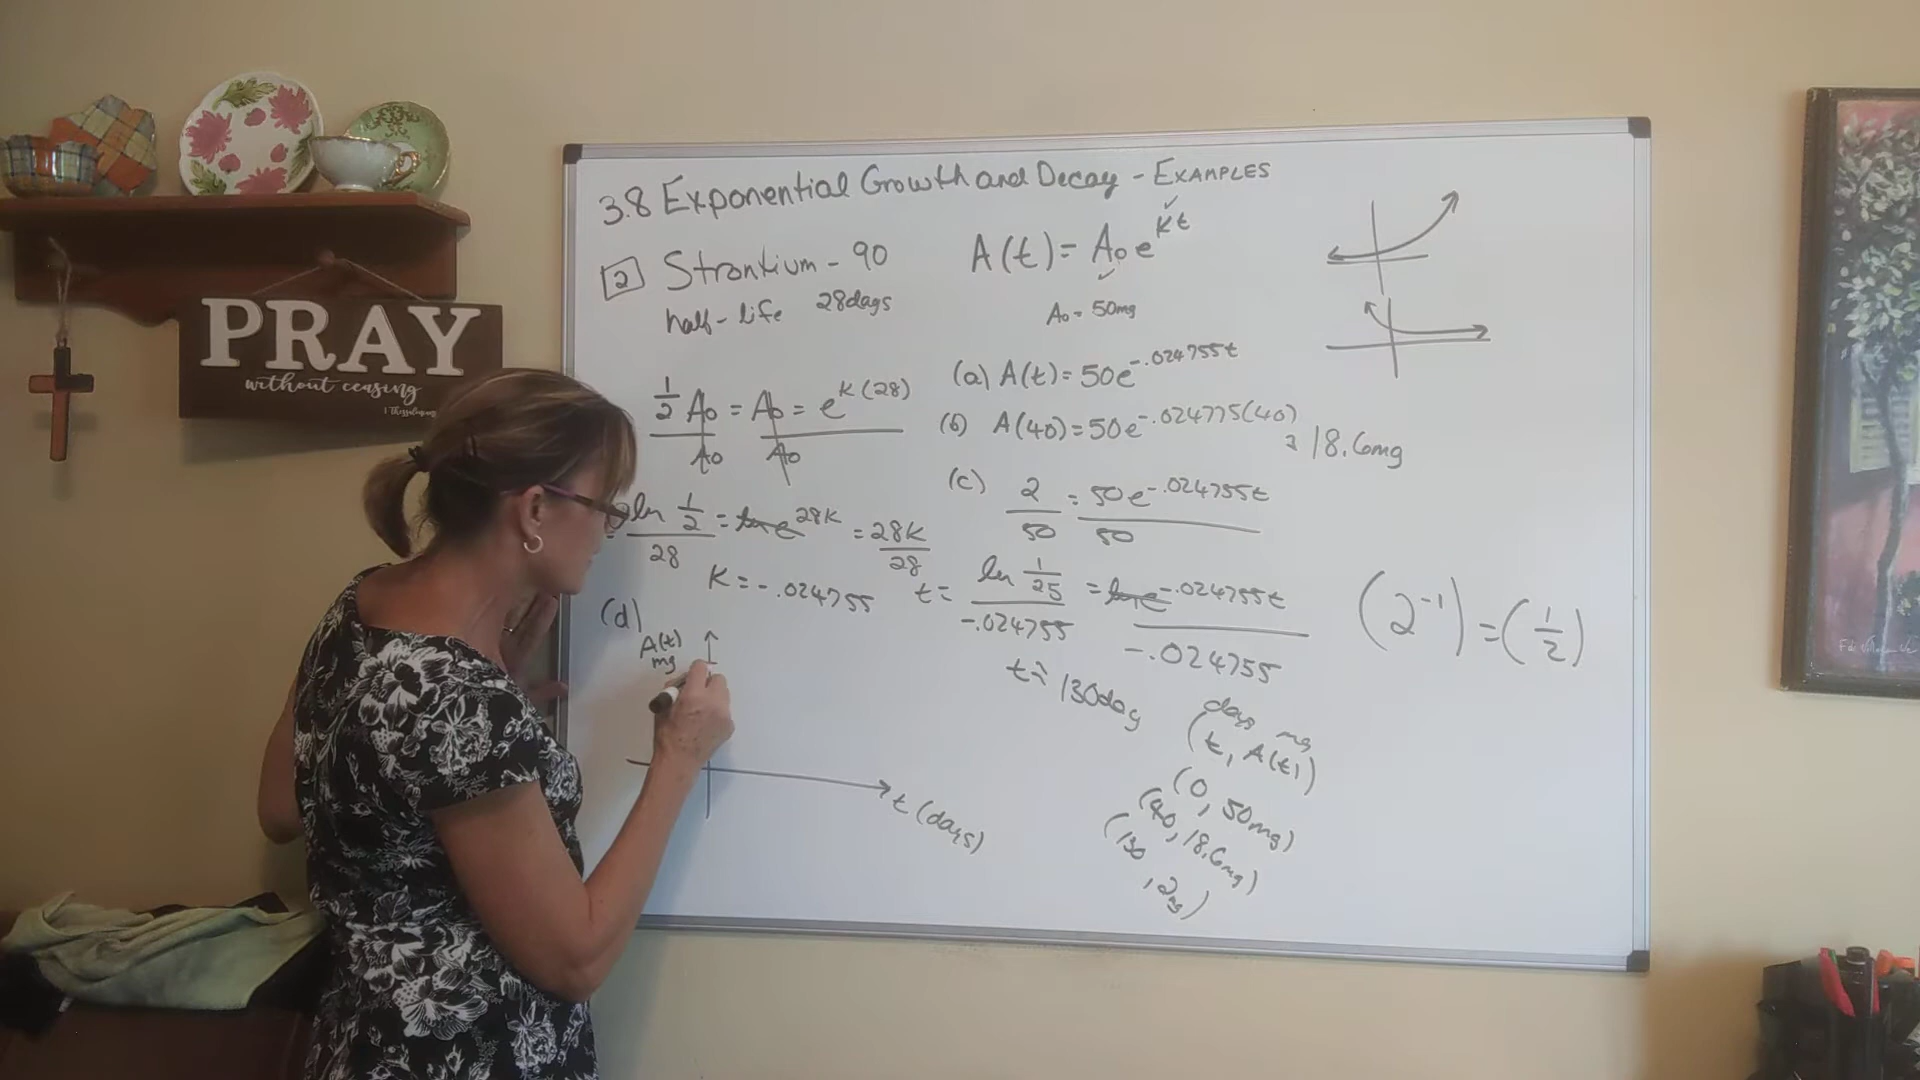 3.8 Exponential Growth and Decay - EXAMPLES
2 Strontium - 90
half-life 28days
A(t) = A₀e^kt
A₀ = 50mg
PRAY
without ceasing
1/2 A₀ = A₀ = e^k(28)
A₀ A₀
ln 1/2 = ln e^28K = 28K
28 28
K = -.024755
(a) A(t) = 50e^-.024755t
(b) A(40) = 50e^-.024775(40)
≈ 18.6mg
(c) 2 = 50e^-.024755t
50 50
t = ln 1/25 = ln e^-.024755t
-.024755 -.024755
t ≈ 130day
(2^-1) = (1/2)
(d)
A(t)
mg
t (days)
days mg
(t, A(t))
(0, 50mg)
(40, 18.6mg)
(130
, 2mg)